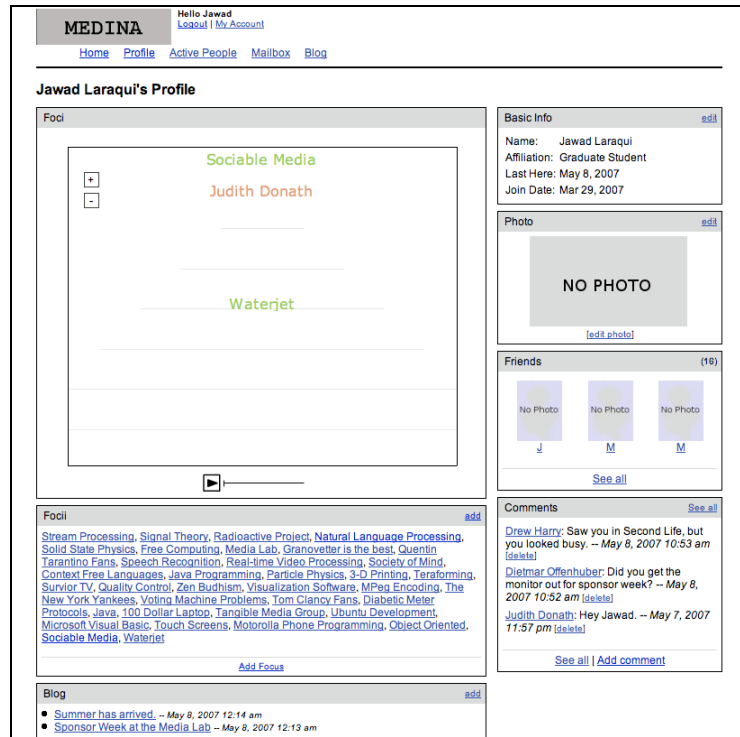 MEDINA
Hello Jawad
Logout | My Account
Home Profile Active People Mailbox Blog
Jawad Laraqui's Profile
Foci
+
-
Sociable Media
Judith Donath
Waterjet
Focii add
Stream Processing, Signal Theory, Radioactive Project, Natural Language Processing,
Solid State Physics, Free Computing, Media Lab, Granovetter is the best, Quentin
Tarantino Fans, Speech Recognition, Real-time Video Processing, Society of Mind,
Context Free Languages, Java Programming, Particle Physics, 3-D Printing, Teraforming,
Survior TV, Quality Control, Zen Budhism, Visualization Software, MPeg Encoding, The
New York Yankees, Voting Machine Problems, Tom Clancy Fans, Diabetic Meter
Protocols, Java, 100 Dollar Laptop, Tangible Media Group, Ubuntu Development,
Microsoft Visual Basic, Touch Screens, Motorolla Phone Programming, Object Oriented,
Sociable Media, Waterjet
Add Focus
Blog add
Summer has arrived. -- May 8, 2007 12:14 am
Sponsor Week at the Media Lab -- May 8, 2007 12:13 am
Basic Info edit
Name: Jawad Laraqui
Affiliation: Graduate Student
Last Here: May 8, 2007
Join Date: Mar 29, 2007
Photo edit
NO PHOTO
[edit photo]
Friends (16)
No Photo No Photo No Photo
J M M
See all
Comments See all
Drew Harry: Saw you in Second Life, but
you looked busy. -- May 8, 2007 10:53 am
[delete]
Dietmar Offenhuber: Did you get the
monitor out for sponsor week? -- May 8,
2007 10:52 am [delete]
Judith Donath: Hey Jawad. -- May 7, 2007
11:57 pm [delete]
See all | Add comment